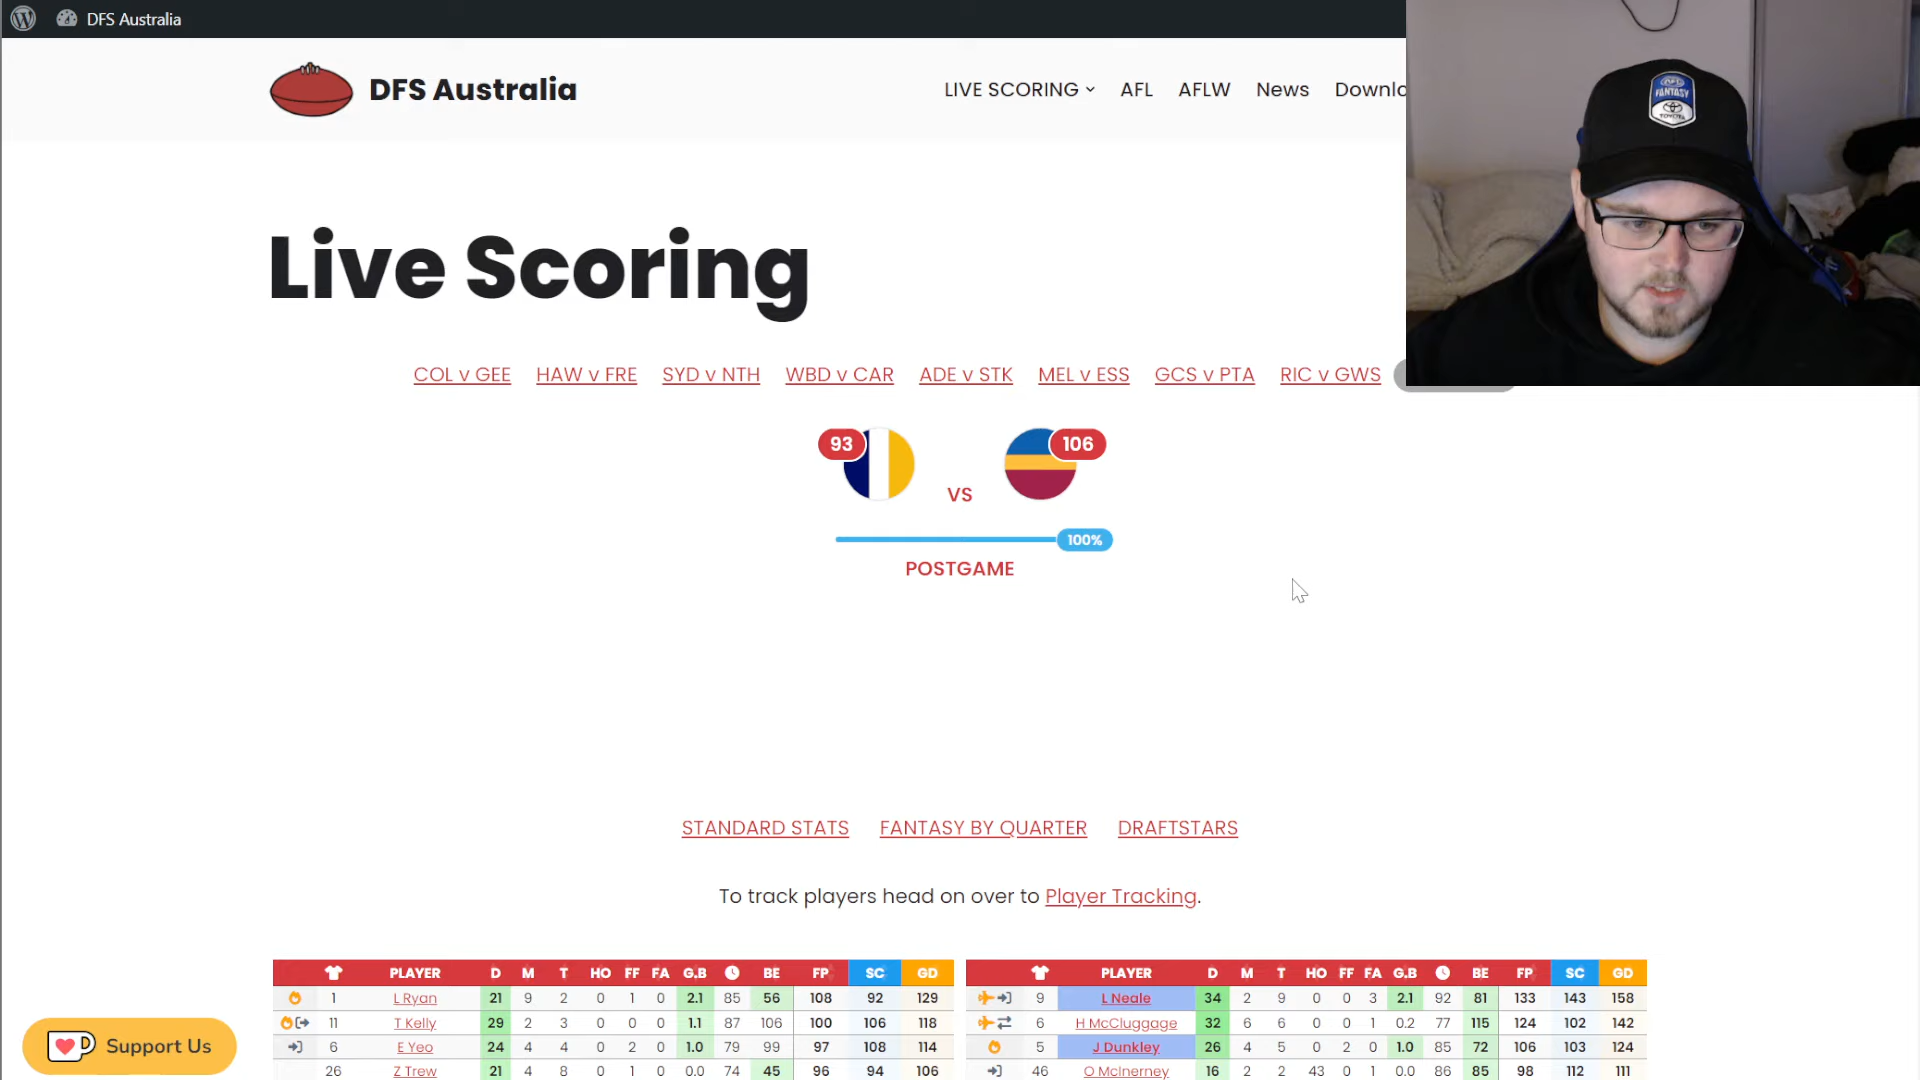 DFS Australia
DFS Australia
LIVE SCORING AFL AFLW News Downlo
FANTASY
TOYOTA
Live Scoring
COL v GEE HAW v FRE SYD v NTH WBD v CAR ADE v STK MEL v ESS GCS v PTA RIC v GWS
93 VS 106
100%
POSTGAME
STANDARD STATS FANTASY BY QUARTER DRAFTSTARS
To track players head on over to Player Tracking.
PLAYER D M T HO FF FA G.B BE FP SC GD
1 L Ryan 21 9 2 0 1 0 2.1 85 56 108 92 129
11 T Kelly 29 2 3 0 0 0 1.1 87 106 100 106 118
6 E Yeo 24 4 4 0 2 0 1.0 79 99 97 108 114
26 Z Trew 21 4 8 0 1 0 0.0 74 45 96 94 106
PLAYER D M T HO FF FA G.B BE FP SC GD
9 L Neale 34 2 9 0 0 3 2.1 92 81 133 143 158
6 H McCluggage 32 6 6 0 0 1 0.2 77 115 124 102 142
5 J Dunkley 26 4 5 0 2 0 1.0 85 72 106 103 124
46 O McInerney 16 2 2 43 0 1 0.0 86 85 98 112 111
Support Us